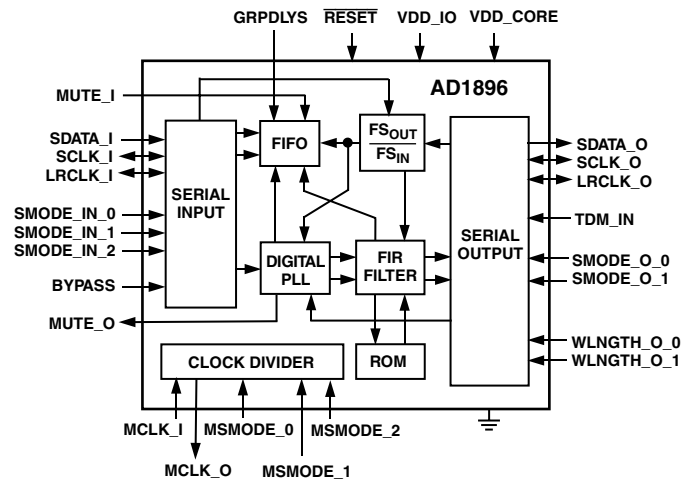 GRPDLYS
RESET
VDD_IO
VDD_CORE
AD1896
MUTE_I
SDATA_I
SCLK_I
LRCLK_I
SMODE_IN_0
SMODE_IN_1
SMODE_IN_2
BYPASS
MUTE_O
SERIAL
INPUT
FIFO
FSOUT
FSIN
DIGITAL
PLL
FIR
FILTER
ROM
CLOCK DIVIDER
SERIAL
OUTPUT
SDATA_O
SCLK_O
LRCLK_O
TDM_IN
SMODE_O_0
SMODE_O_1
WLNGTH_O_0
WLNGTH_O_1
MCLK_I
MSMODE_0
MSMODE_2
MCLK_O
MSMODE_1